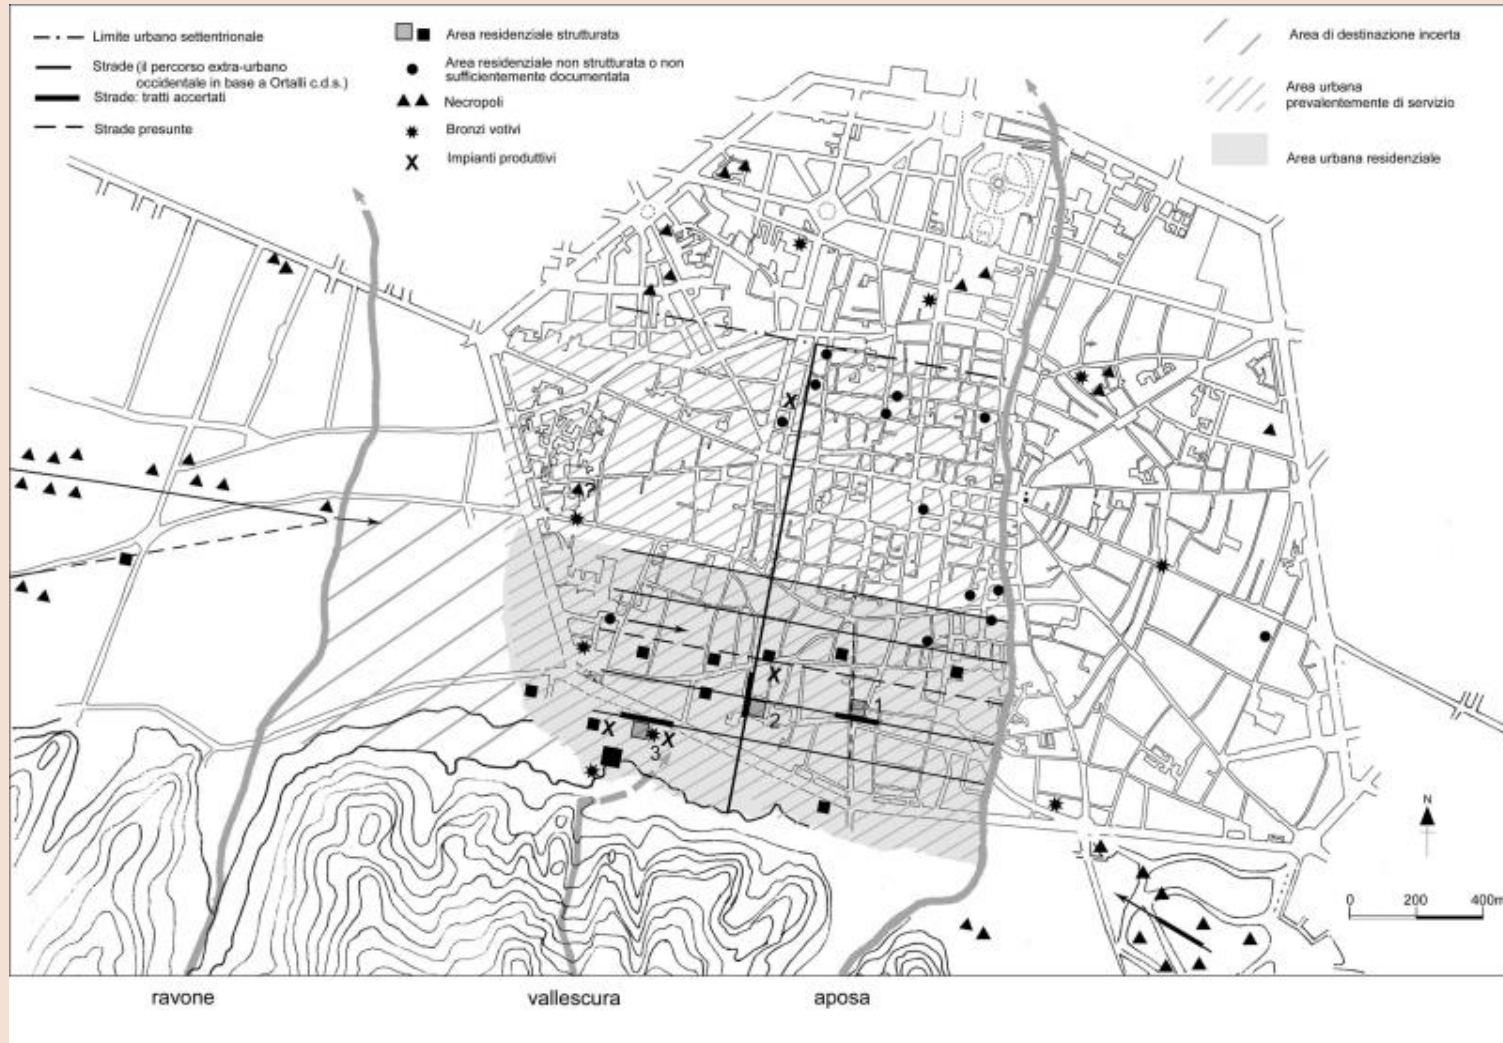 Limite urbano settentrionale
Strade (il percorso extra-urbano
occidentale in base a Ortalli c.d.s.)
Strade: tratti accertati
Strade presunte
Area residenziale strutturata
Area residenziale non strutturata o non
sufficientemente documentata
Necropoli
Bronzi votivi
X Impianti produttivi
Area di destinazione incerta
Area urbana
prevalentemente di servizio
Area urbana residenziale
X
?
X
1
2
X
X
3
N
0 200 400m
ravone
vallescura
aposa